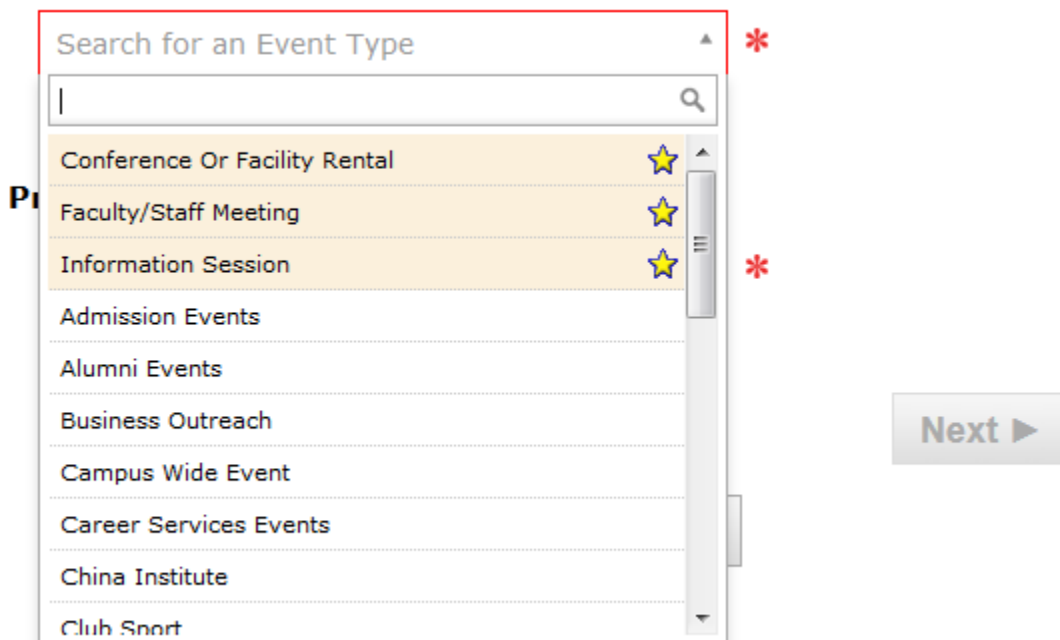 Search for an Event Type
*
Conference Or Facility Rental
Pr
Faculty/Staff Meeting
Information Session
*
Admission Events
Alumni Events
Business Outreach
Next
Campus Wide Event
Career Services Events
China Institute
Club Sport